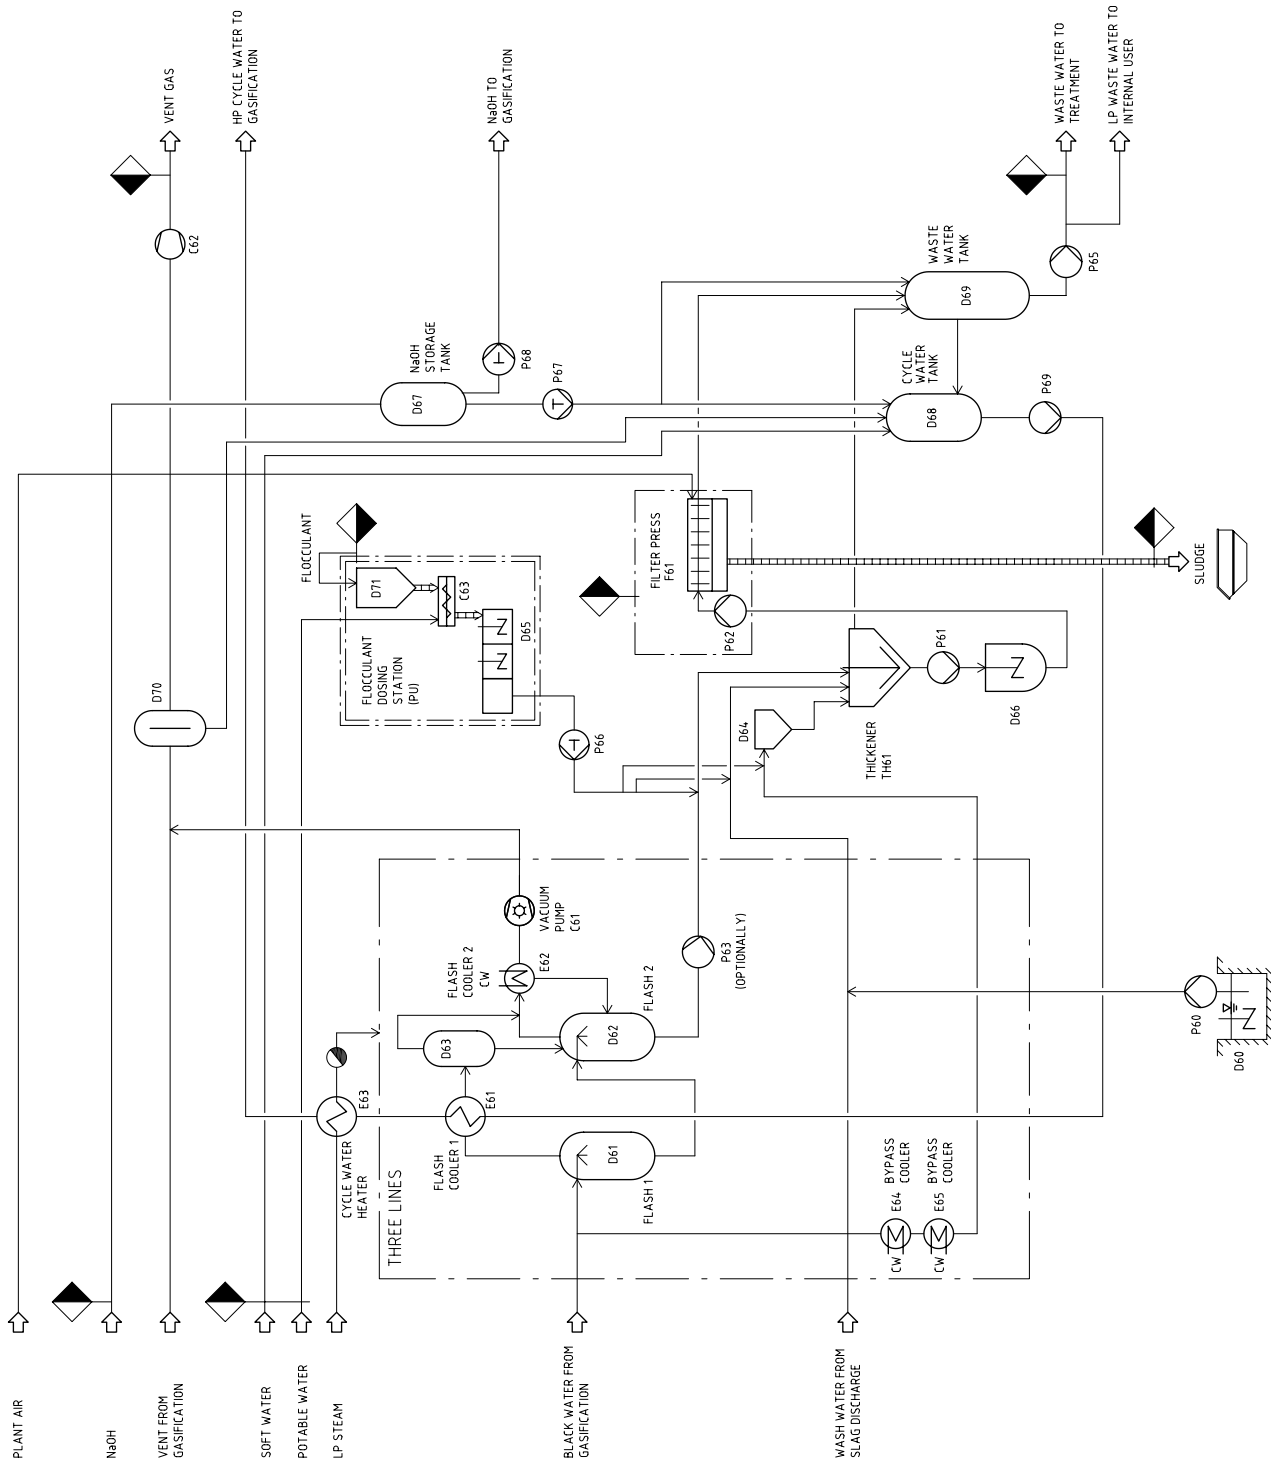 VENT GAS
HP CYCLE WATER TO
GASIFICATION
NaOH TO
GASIFICATION
WASTE WATER TO
TREATMENT
LP WASTE WATER TO
INTERNAL USER
C62
P65
WASTE
WATER
TANK
D69
NaOH
STORAGE
TANK
D67
P68
P67
CYCLE
WATER
TANK
D68
P69
FLOCCULANT
D71
C63
D65
FLOCCULANT
DOSING
STATION
(PU)
FILTER PRESS
F61
P62
SLUDGE
D70
P66
D64
THICKENER
TH61
P61
D66
VACUUM
PUMP
C61
FLASH
COOLER 2
CW
E62
P63
(OPTIONALLY)
FLASH 2
D62
D63
E63
E61
P60
D60
CYCLE WATER
HEATER
FLASH
COOLER 1
D61
FLASH 1
THREE LINES
E64
BYPASS
COOLER
CW
E65
BYPASS
COOLER
CW
PLANT AIR
NaOH
VENT FROM
GASIFICATION
SOFT WATER
POTABLE WATER
LP STEAM
BLACK WATER FROM
GASIFICATION
WASH WATER FROM
SLAG DISCHARGE